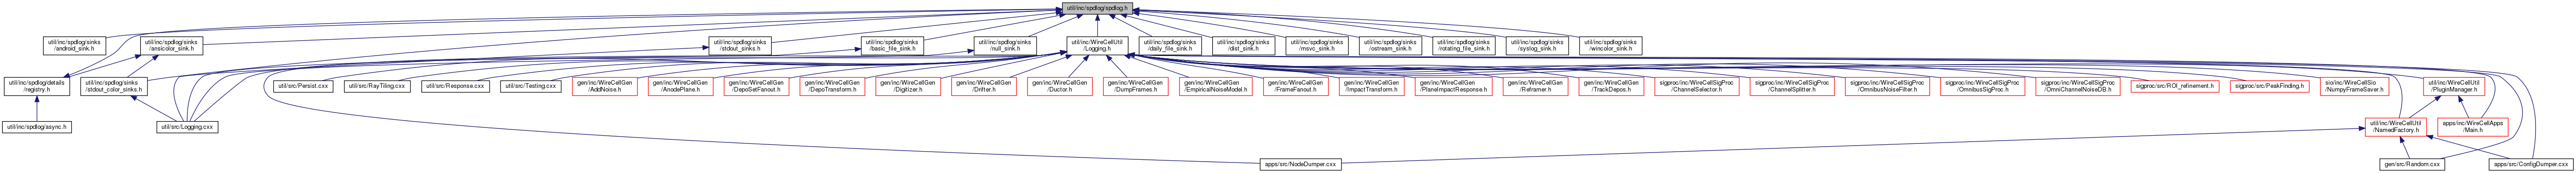 util/inc/spdlog/spdlog.h
util/inc/spdlog/sinks
/android_sink.h
util/inc/spdlog/sinks
/ansicolor_sink.h
util/inc/spdlog/sinks
/stdout_sinks.h
util/inc/spdlog/sinks
/basic_file_sink.h
util/inc/spdlog/sinks
/null_sink.h
util/inc/WireCellUtil
/Logging.h
util/inc/spdlog/sinks
/daily_file_sink.h
util/inc/spdlog/sinks
/dist_sink.h
util/inc/spdlog/sinks
/msvc_sink.h
util/inc/spdlog/sinks
/ostream_sink.h
util/inc/spdlog/sinks
/rotating_file_sink.h
util/inc/spdlog/sinks
/syslog_sink.h
util/inc/spdlog/sinks
/wincolor_sink.h
util/inc/spdlog/details
/registry.h
util/inc/spdlog/sinks
/stdout_color_sinks.h
util/src/Persist.cxx
util/src/RayTiling.cxx
util/src/Response.cxx
util/src/Testing.cxx
gen/inc/WireCellGen
/AddNoise.h
gen/inc/WireCellGen
/AnodePlane.h
gen/inc/WireCellGen
/DepoSetFanout.h
gen/inc/WireCellGen
/DepoTransform.h
gen/inc/WireCellGen
/Digitizer.h
gen/inc/WireCellGen
/Drifter.h
gen/inc/WireCellGen
/Ductor.h
gen/inc/WireCellGen
/DumpFrames.h
gen/inc/WireCellGen
/EmpiricalNoiseModel.h
gen/inc/WireCellGen
/FrameFanout.h
gen/inc/WireCellGen
/ImpactTransform.h
gen/inc/WireCellGen
/PlaneImpactResponse.h
gen/inc/WireCellGen
/Reframer.h
gen/inc/WireCellGen
/TrackDepos.h
sigproc/inc/WireCellSigProc
/ChannelSelector.h
sigproc/inc/WireCellSigProc
/ChannelSplitter.h
sigproc/inc/WireCellSigProc
/OmnibusNoiseFilter.h
sigproc/inc/WireCellSigProc
/OmnibusSigProc.h
sigproc/inc/WireCellSigProc
/OmniChannelNoiseDB.h
sigproc/src/ROI_refinement.h
sigproc/src/PeakFinding.h
sio/inc/WireCellSio
/NumpyFrameSaver.h
util/inc/WireCellUtil
/PluginManager.h
util/inc/spdlog/async.h
util/src/Logging.cxx
util/inc/WireCellUtil
/NamedFactory.h
apps/inc/WireCellApps
/Main.h
apps/src/NodeDumper.cxx
gen/src/Random.cxx
apps/src/ConfigDumper.cxx